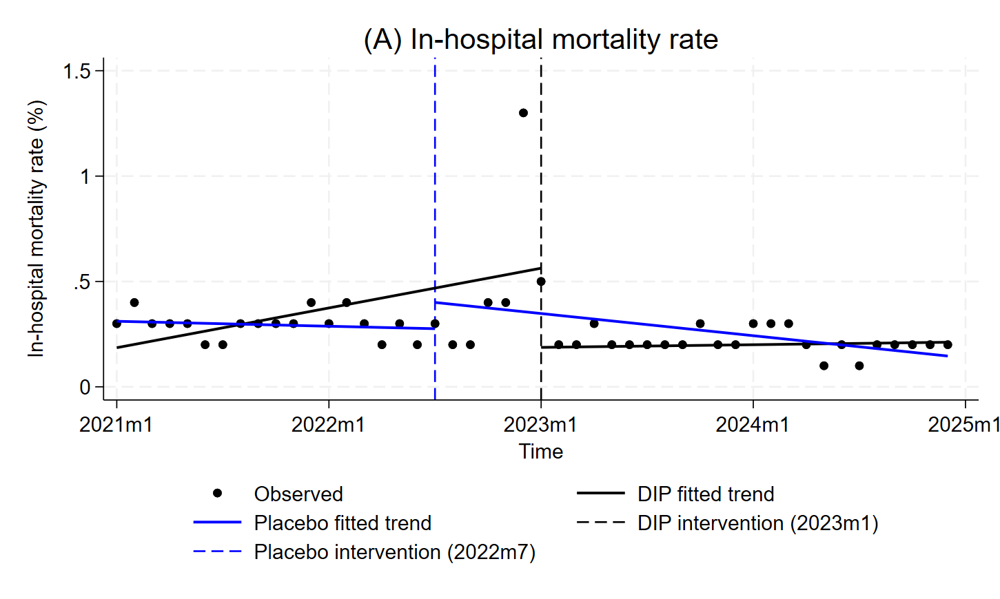 (A) In-hospital mortality rate
In-hospital mortality rate (%)
1.5
1
.5
0
2021m1 2022m1 2023m1 2024m1 2025m1
Time
Observed DIP fitted trend
Placebo fitted trend DIP intervention (2023m1)
Placebo intervention (2022m7)